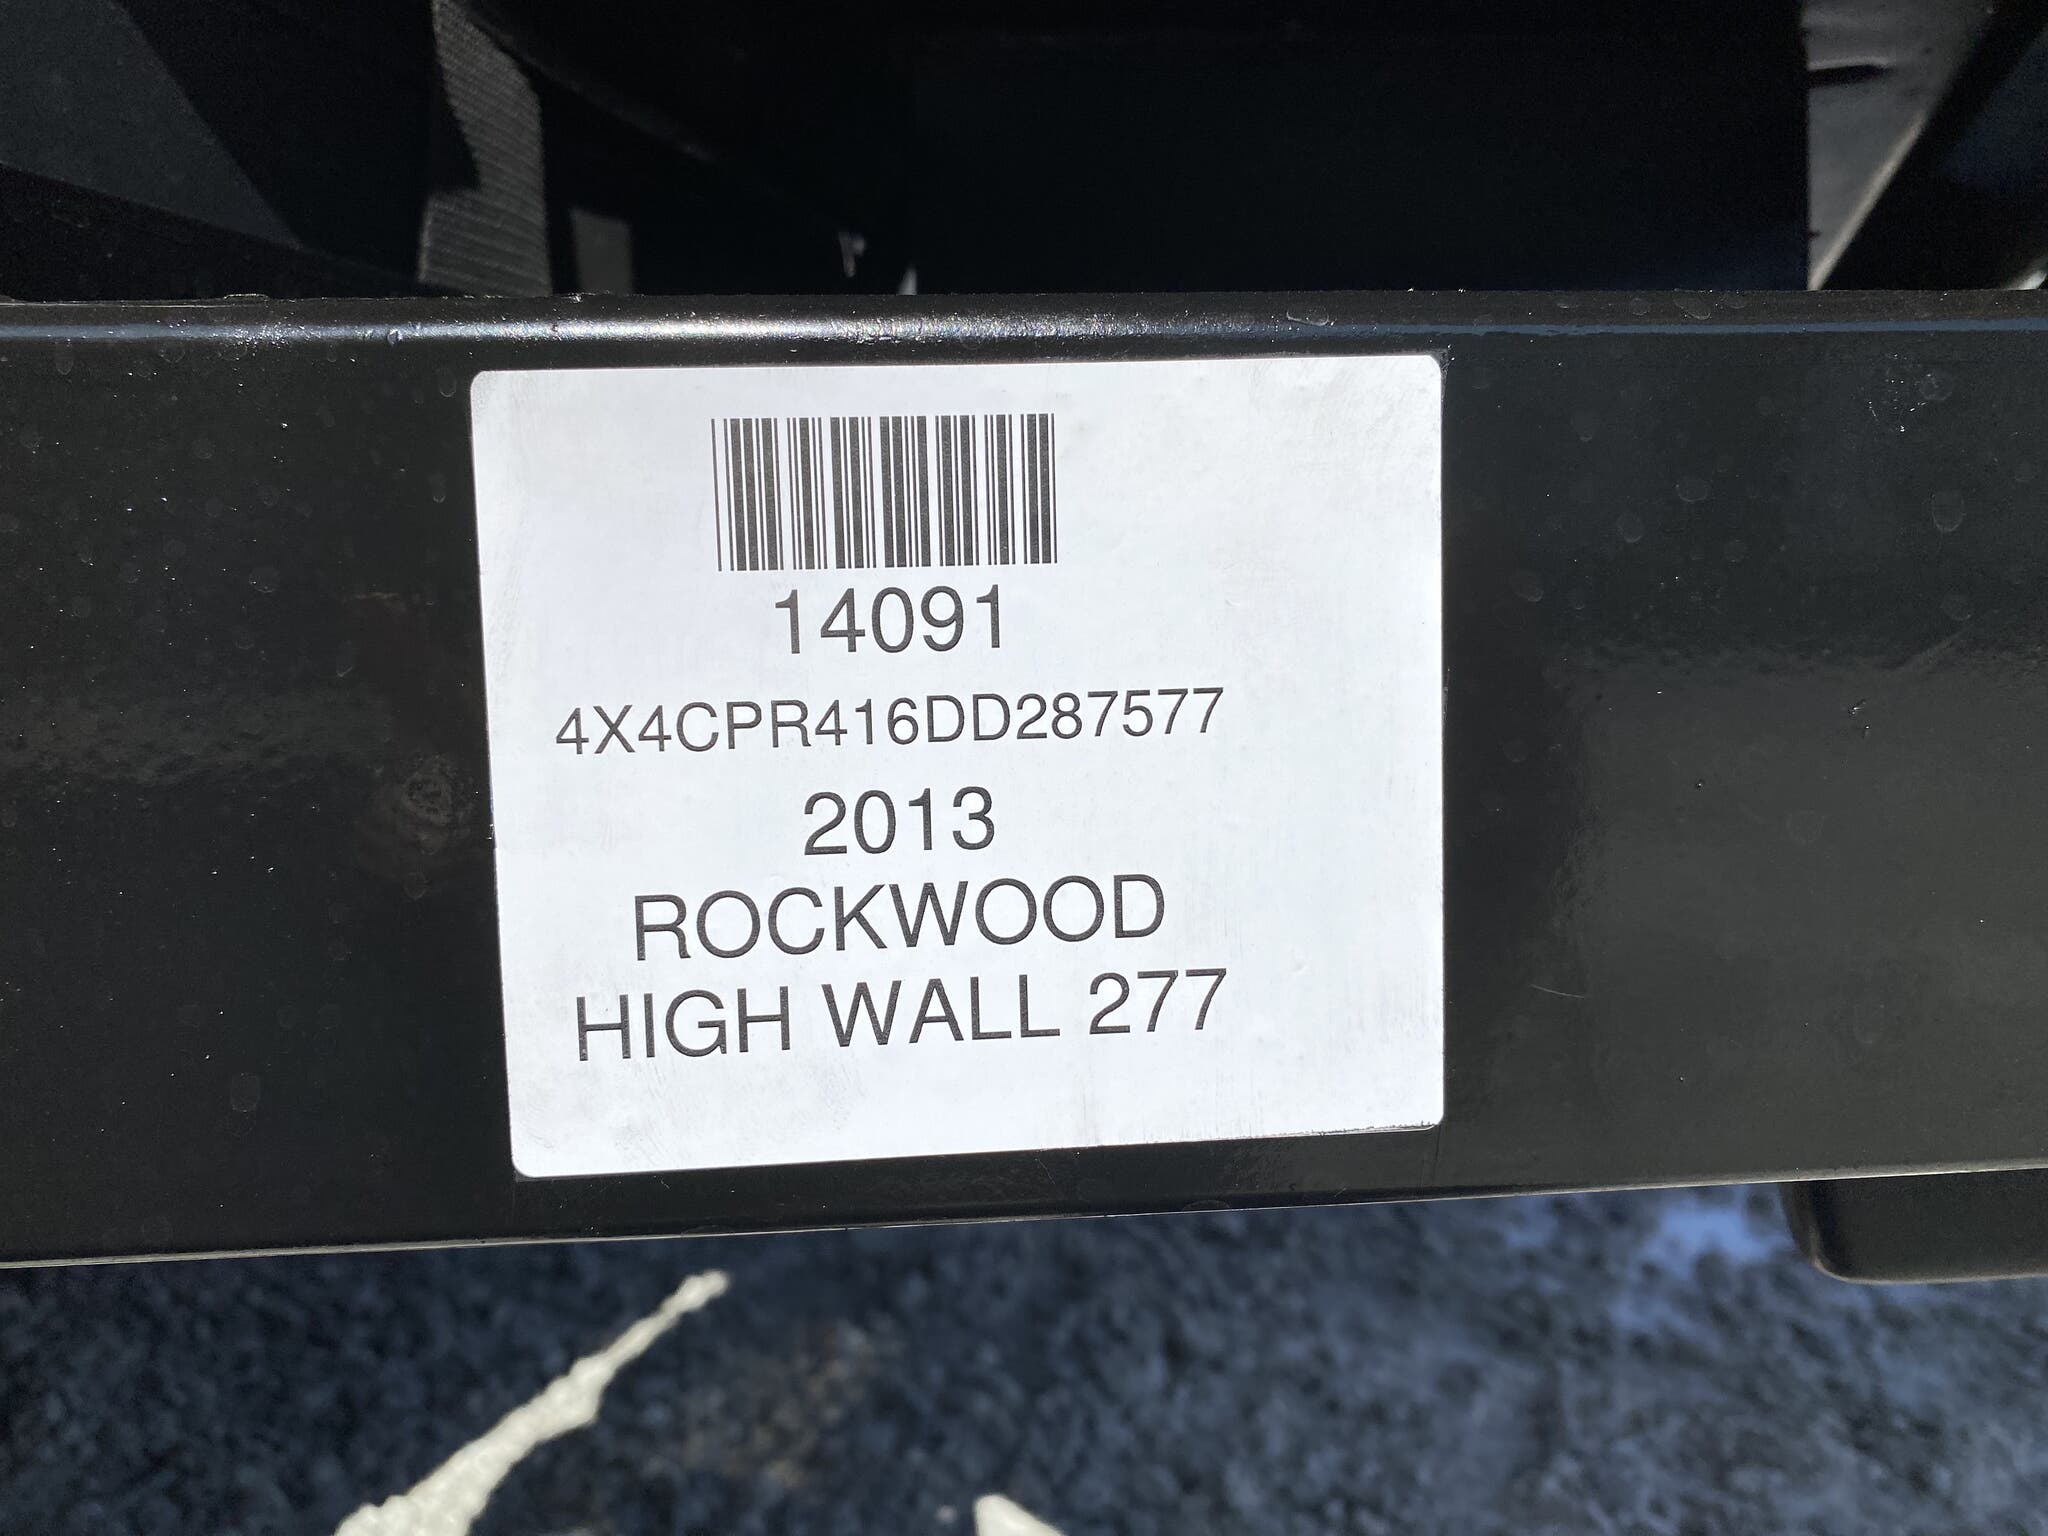 14091
4X4CPR416DD287577
2013
ROCKWOOD
HIGH WALL 277